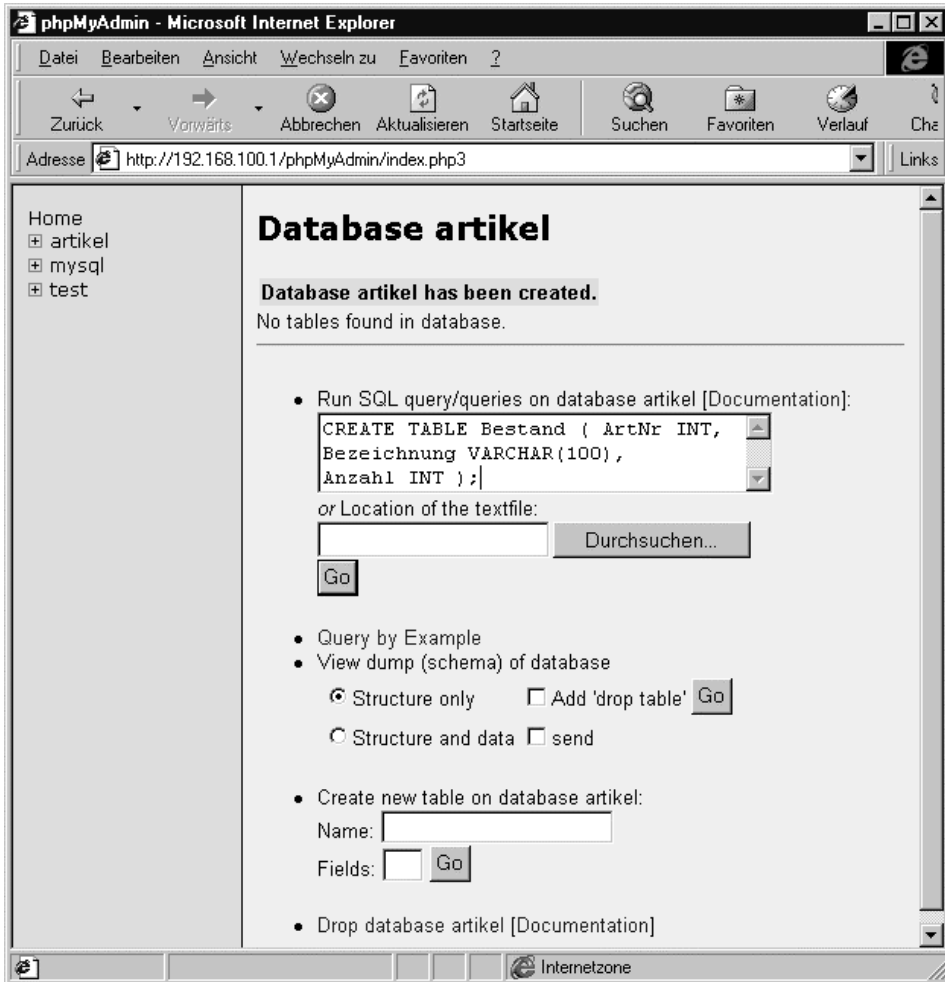 phpMyAdmin - Microsoft Internet Explorer
Datei Bearbeiten Ansicht Wechseln zu Favoriten ?
Zurück Vorwärts Abbrechen Aktualisieren Startseite Suchen Favoriten Verlauf Cha
Adresse http://192.168.100.1/phpMyAdmin/index.php3 Links
Home
artikel
mysql
test
Database artikel
Database artikel has been created.
No tables found in database.
Run SQL query/queries on database artikel [Documentation]:
CREATE TABLE Bestand ( ArtNr INT,
Bezeichnung VARCHAR(100),
Anzahl INT );
or Location of the textfile:
Durchsuchen...
Go
Query by Example
View dump (schema) of database
Structure only Add 'drop table' Go
Structure and data send
Create new table on database artikel:
Name:
Fields: Go
Drop database artikel [Documentation]
Internetzone